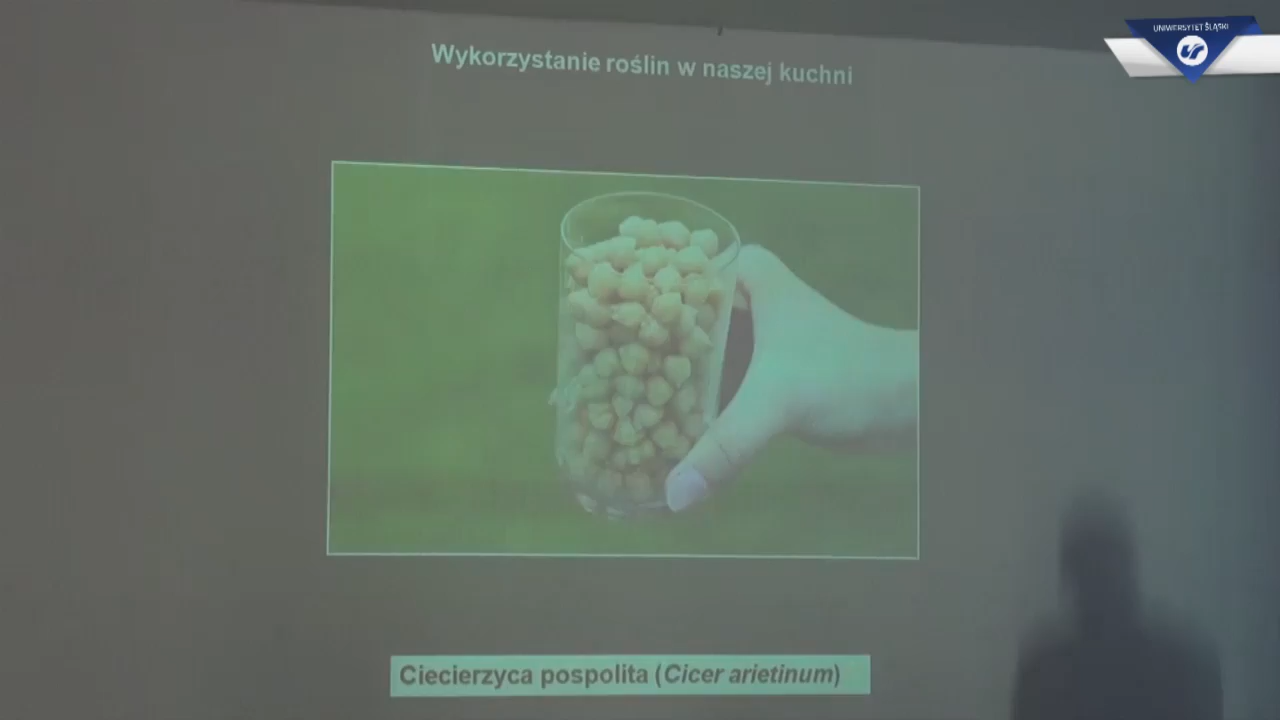 UNIWERSYTET ŚLĄSKI
Wykorzystanie roślin w naszej kuchni
Ciecierzyca pospolita (Cicer arietinum)